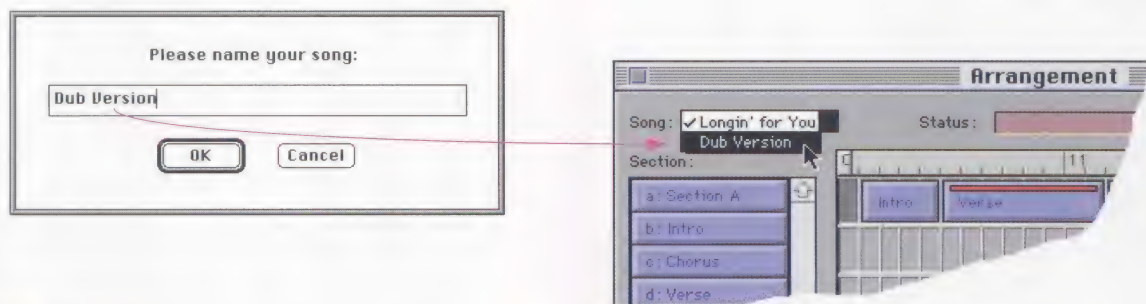 Please name your song:
Dub Version
OK
Cancel
Arrangement
Song: ✓Longin' for You
Dub Version
Status:
Section:
a: Section A
b: Intro
c: Chorus
d: Verse
C
11
Intro
Verse